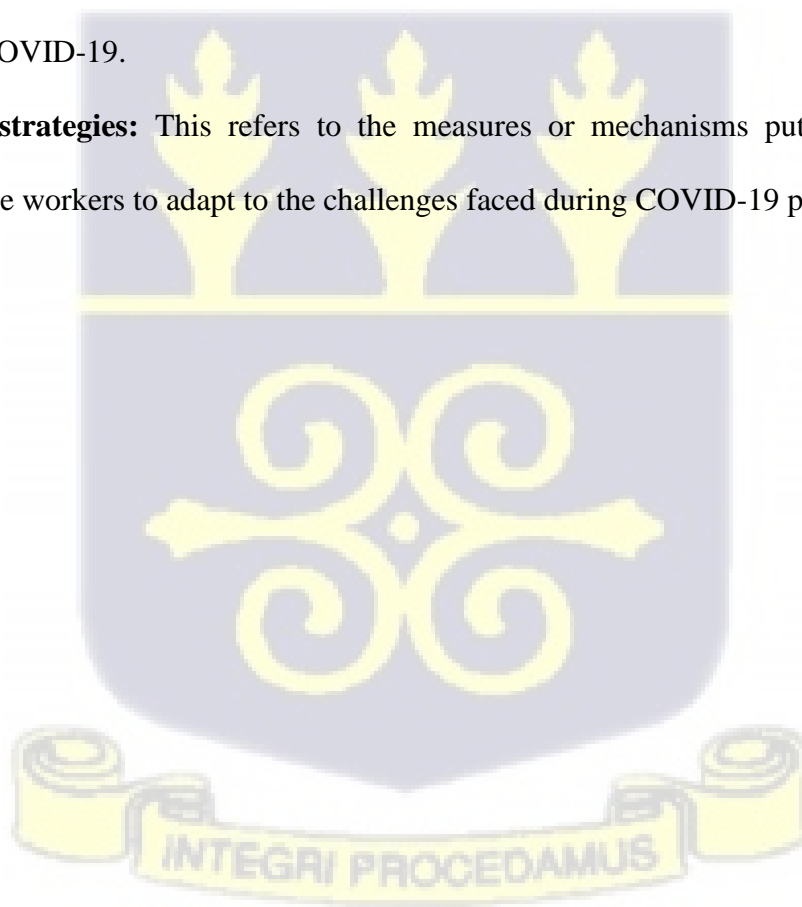 OVID-19.
strategies: This refers to the measures or mechanisms put
e workers to adapt to the challenges faced during COVID-19 p
INTEGRI PROCEDAMUS